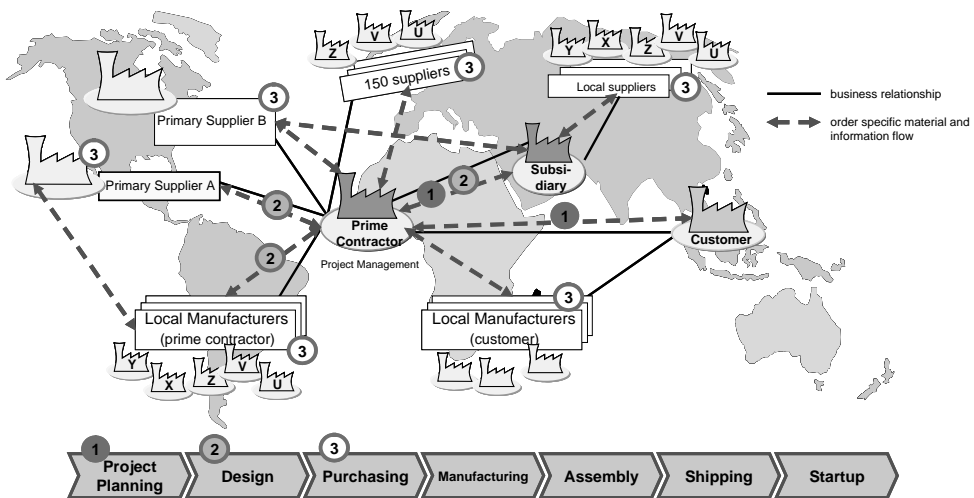 Z
V
U
Y
X
Z
V
U
150 suppliers
3
Local suppliers
3
business relationship
order specific material and
information flow
3
Primary Supplier B
3
Primary Supplier A
2
1
2
Subsi-
diary
1
Prime
Contractor
Project Management
Customer
2
3
Local Manufacturers
(prime contractor)
3
Local Manufacturers
(customer)
Y
X
Z
V
U
1
Project
Planning
2
Design
3
Purchasing
Manufacturing
Assembly
Shipping
Startup